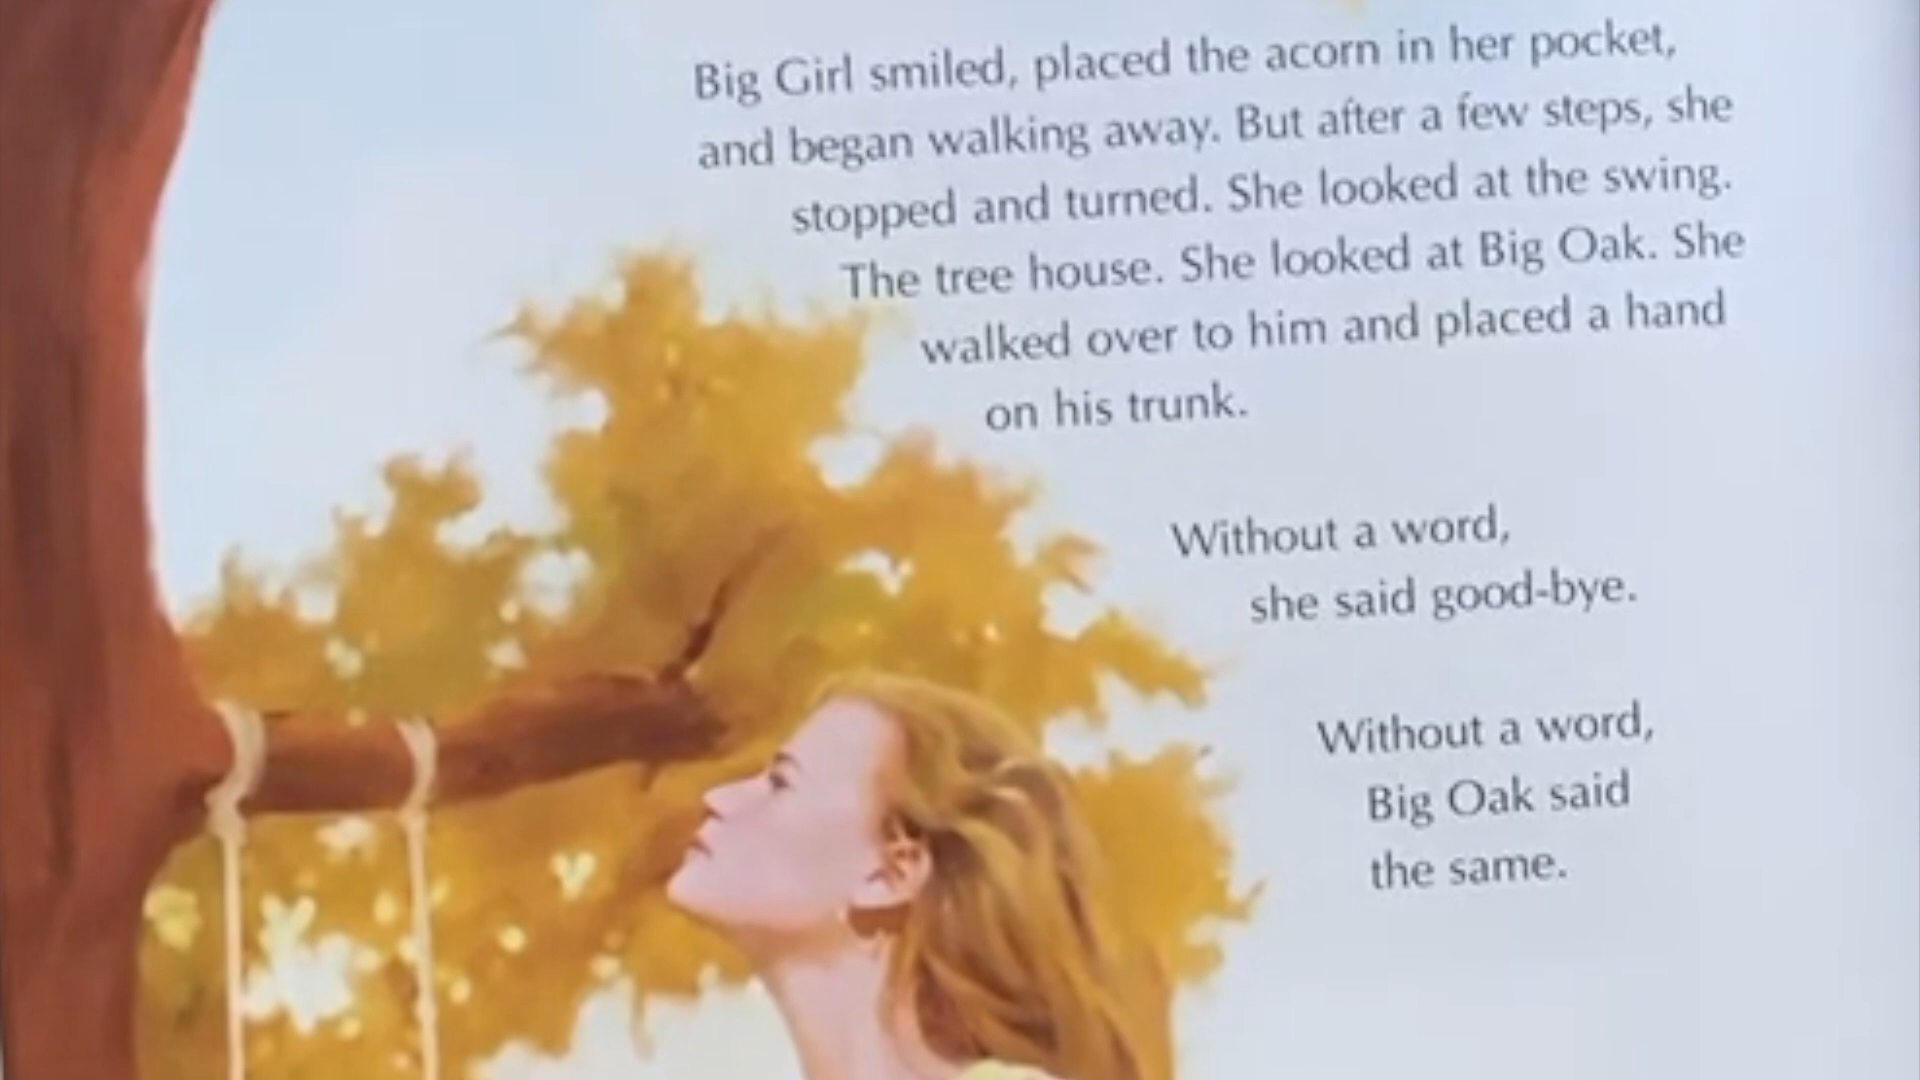 Big Girl smiled, placed the acorn in her pocket,
and began walking away. But after a few steps, she
stopped and turned. She looked at the swing.
The tree house. She looked at Big Oak. She
walked over to him and placed a hand
on his trunk.
Without a word,
she said good-bye.
Without a word,
Big Oak said
the same.